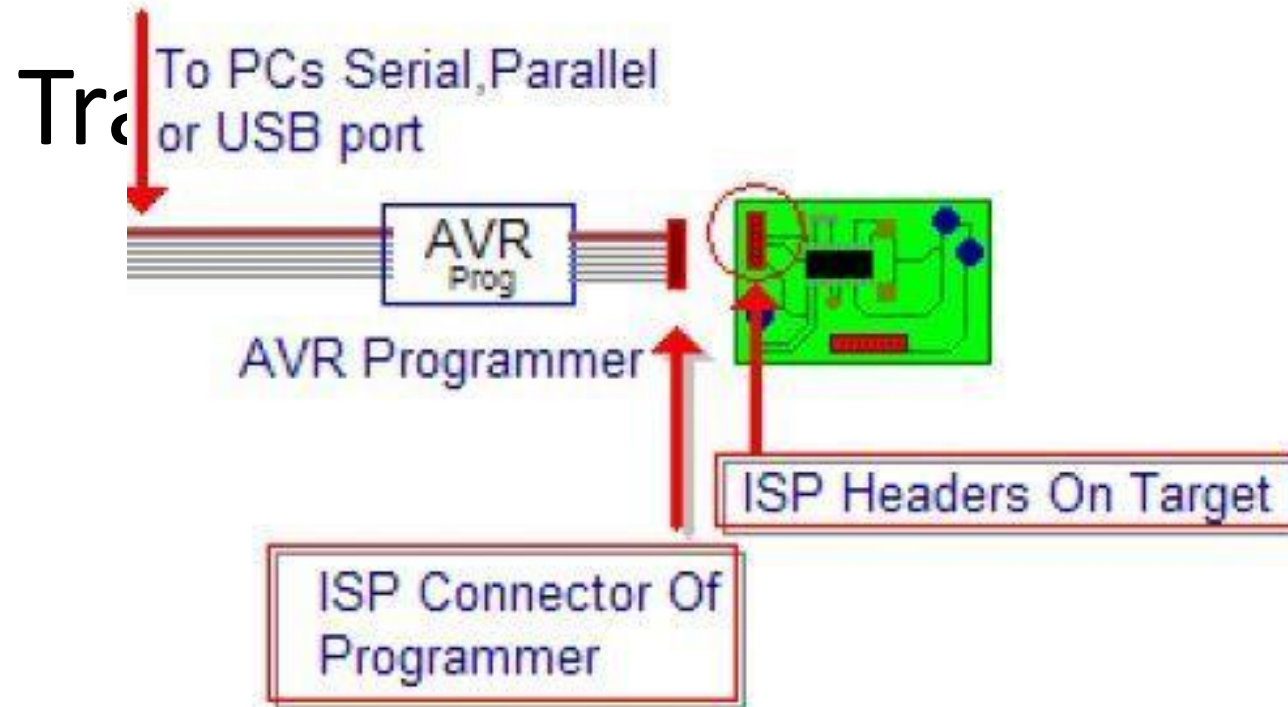 To PCs Serial,Parallel
or USB port
AVR
Prog
AVR Programmer
ISP Headers On Target
ISP Connector Of
Programmer